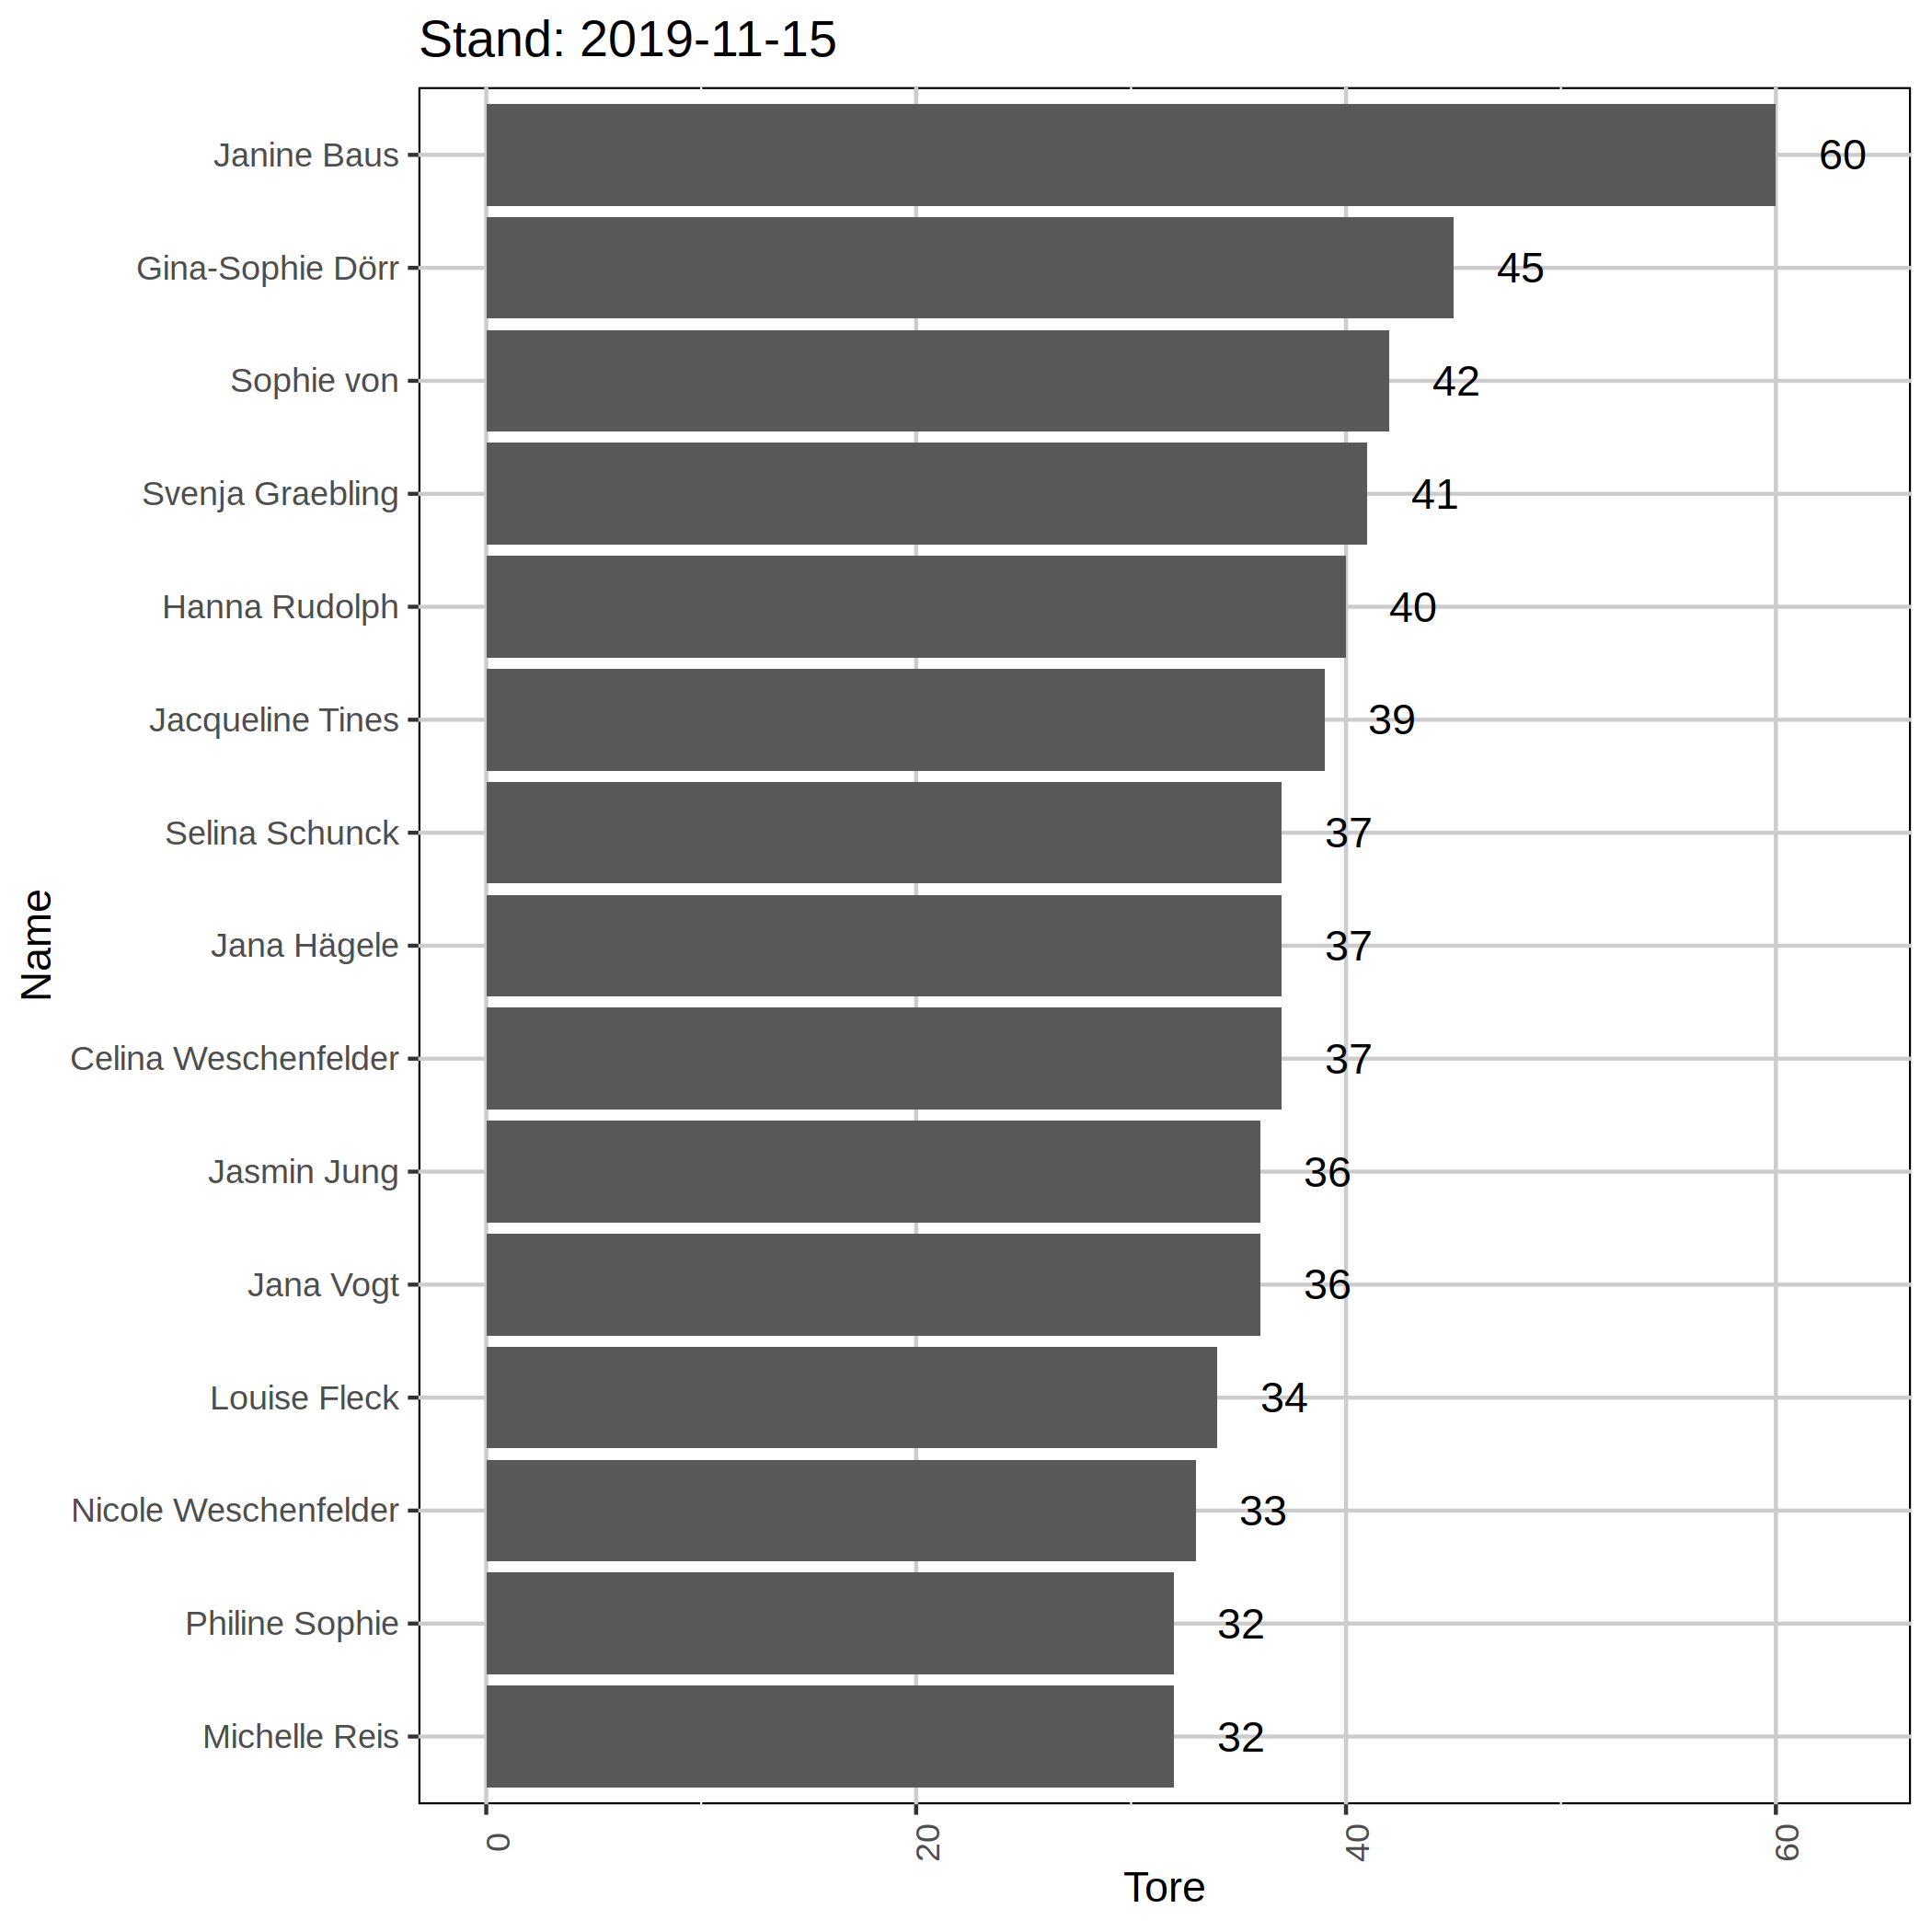 Stand: 2019-11-15
Name
Janine Baus 60
Gina-Sophie Dörr 45
Sophie von 42
Svenja Graebling 41
Hanna Rudolph 40
Jacqueline Tines 39
Selina Schunck 37
Jana Hägele 37
Celina Weschenfelder 37
Jasmin Jung 36
Jana Vogt 36
Louise Fleck 34
Nicole Weschenfelder 33
Philine Sophie 32
Michelle Reis 32
0 20 40 60
Tore